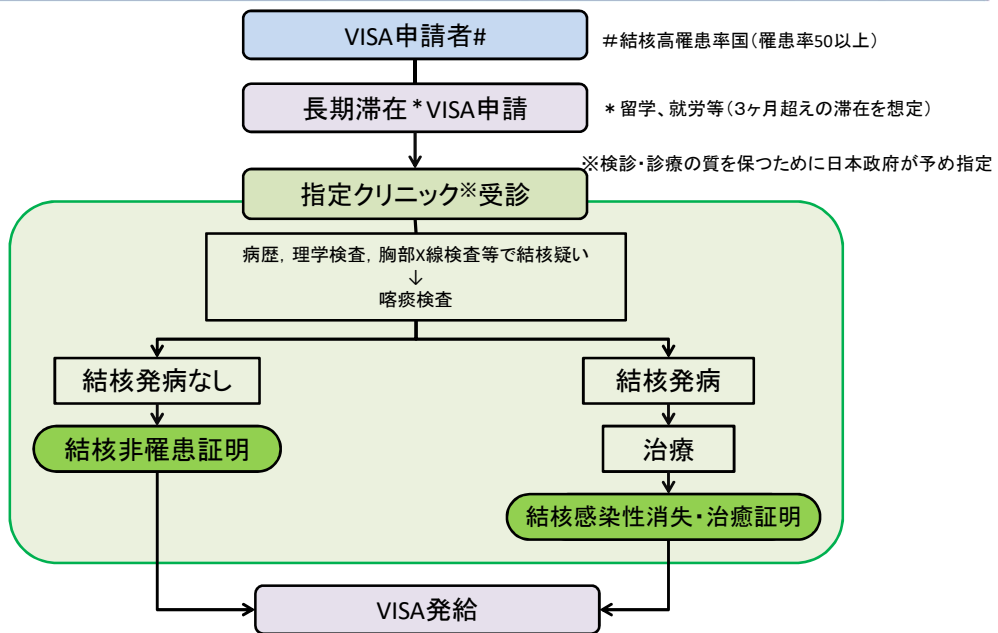 VISA申請者#
＃結核高罹患率国（罹患率50以上）
長期滞在*VISA申請
*留学、就労等（３ヶ月超えの滞在を想定）
※検診・診療の質を保つために日本政府が予め指定
指定クリニック※受診
病歴，理学検査，胸部X線検査等で結核疑い
↓
喀痰検査
結核発病なし
結核発病
結核非罹患証明
治療
結核感染性消失・治癒証明
VISA発給